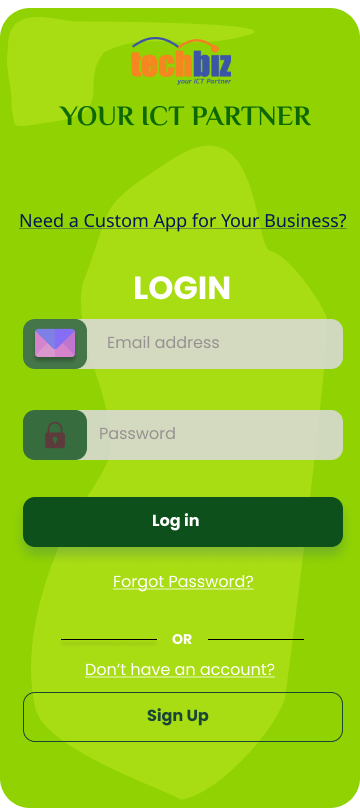 techbiz
your ICT Partner
YOUR ICT PARTNER
Need a Custom App for Your Business?
LOGIN
Email address
Password
Log in
Forgot Password?
OR
Don’t have an account?
Sign Up